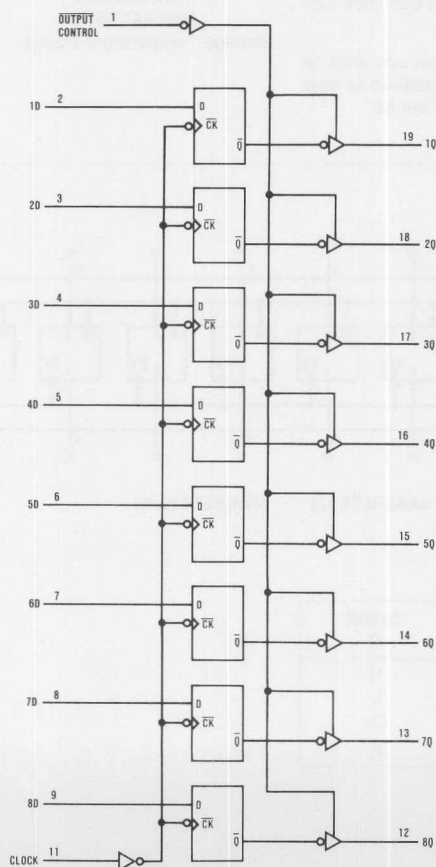 OUTPUT 1
CONTROL
1D 2 D
CK
Q 19 1Q
2D 3 D
CK
Q 18 2Q
3D 4 D
CK
Q 17 3Q
4D 5 D
CK
Q 16 4Q
5D 6 D
CK
Q 15 5Q
6D 7 D
CK
Q 14 6Q
7D 8 D
CK
Q 13 7Q
8D 9 D
CK
Q 12 8Q
CLOCK 11